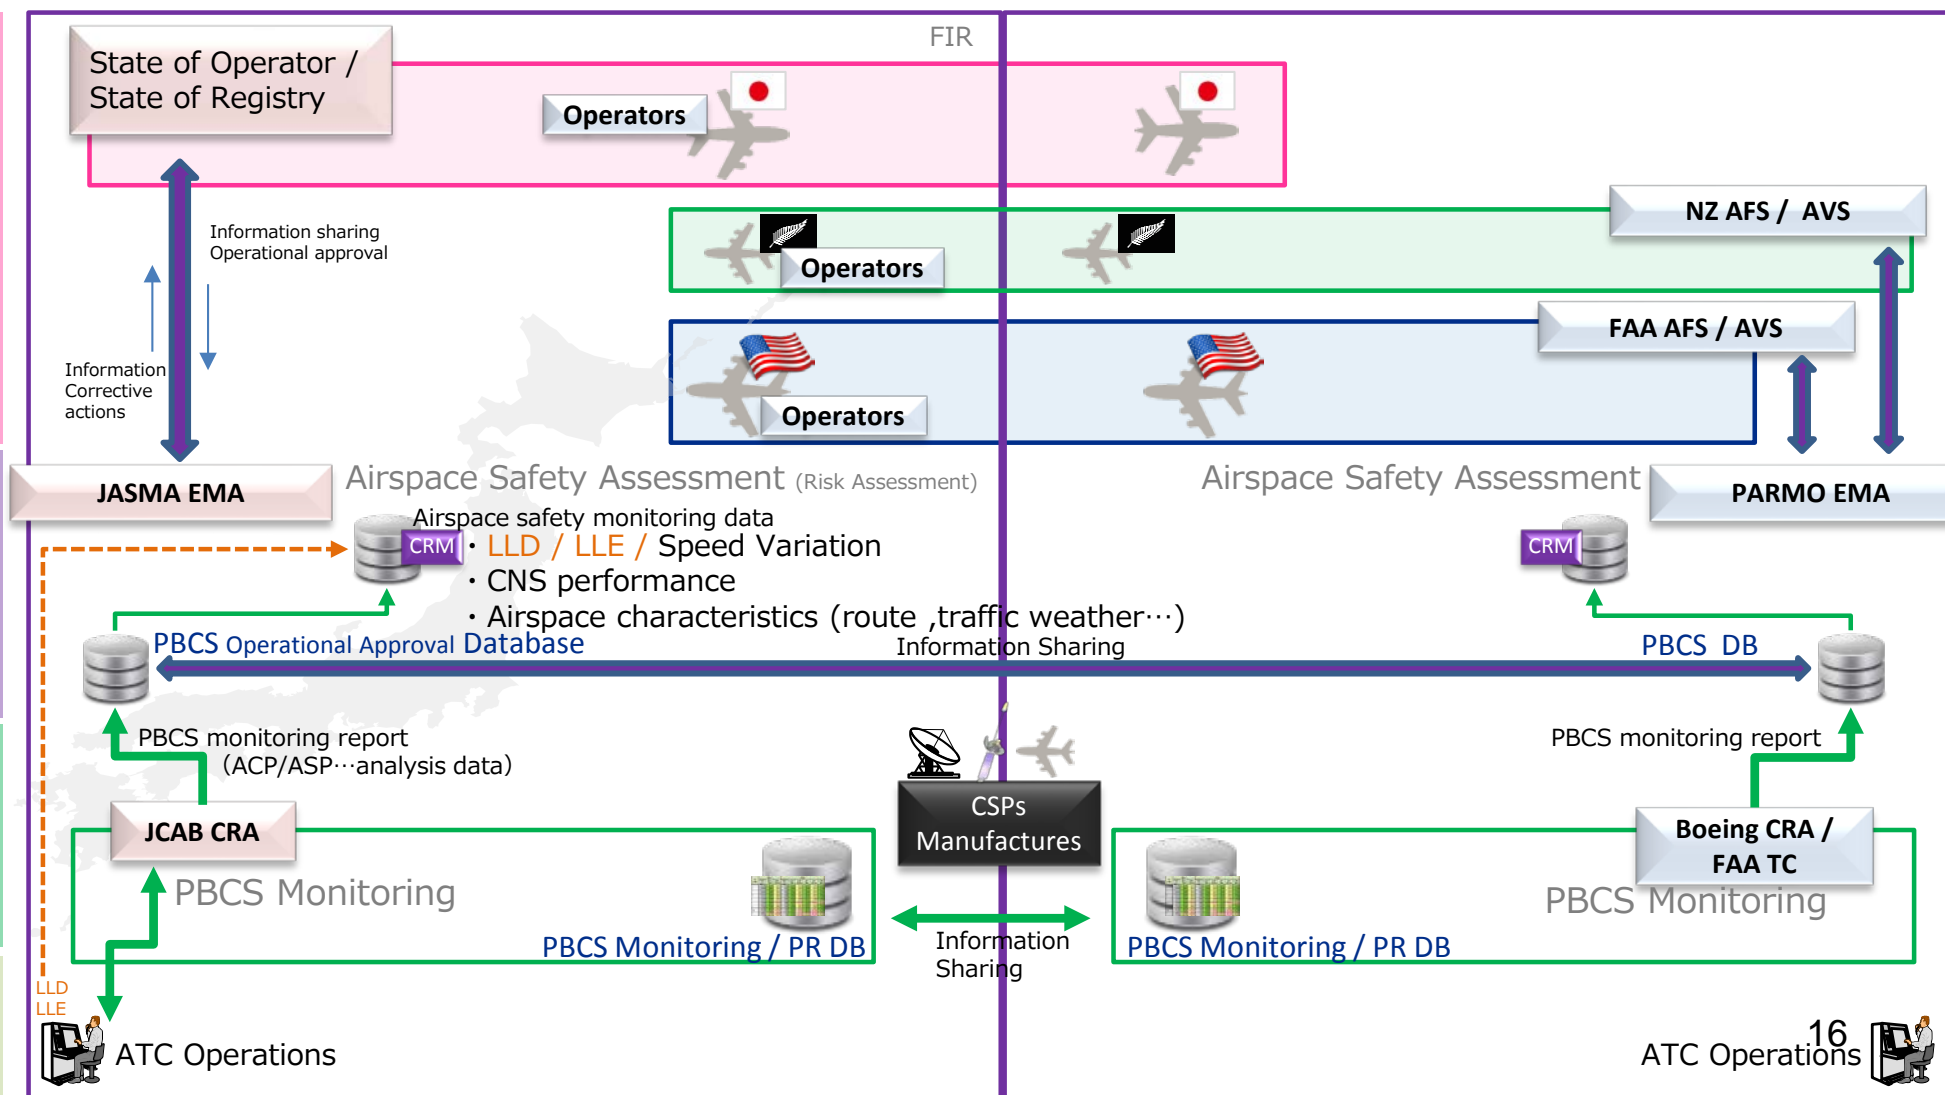 FIR
State of Operator /
State of Registry
Operators
NZ AFS /  AVS
Operators
Information sharing
Operational approval
FAA AFS / AVS
Operators
Information
Corrective
actions
JASMA EMA
Airspace Safety Assessment (Risk Assessment)
Airspace Safety Assessment
PARMO EMA
Airspace safety monitoring data
CRM
・LLD / LLE / Speed Variation
・CNS performance
・Airspace characteristics (route ,traffic weather…)
CRM
PBCS Operational Approval Database
Information Sharing
PBCS  DB
PBCS monitoring report
（ACP/ASP…analysis data）
PBCS monitoring report
CSPs
Manufactures
JCAB CRA
Boeing CRA /
FAA TC
PBCS Monitoring
PBCS Monitoring
PBCS Monitoring / PR DB
Information
Sharing
PBCS Monitoring / PR DB
LLD
LLE
ATC Operations
16
ATC Operations